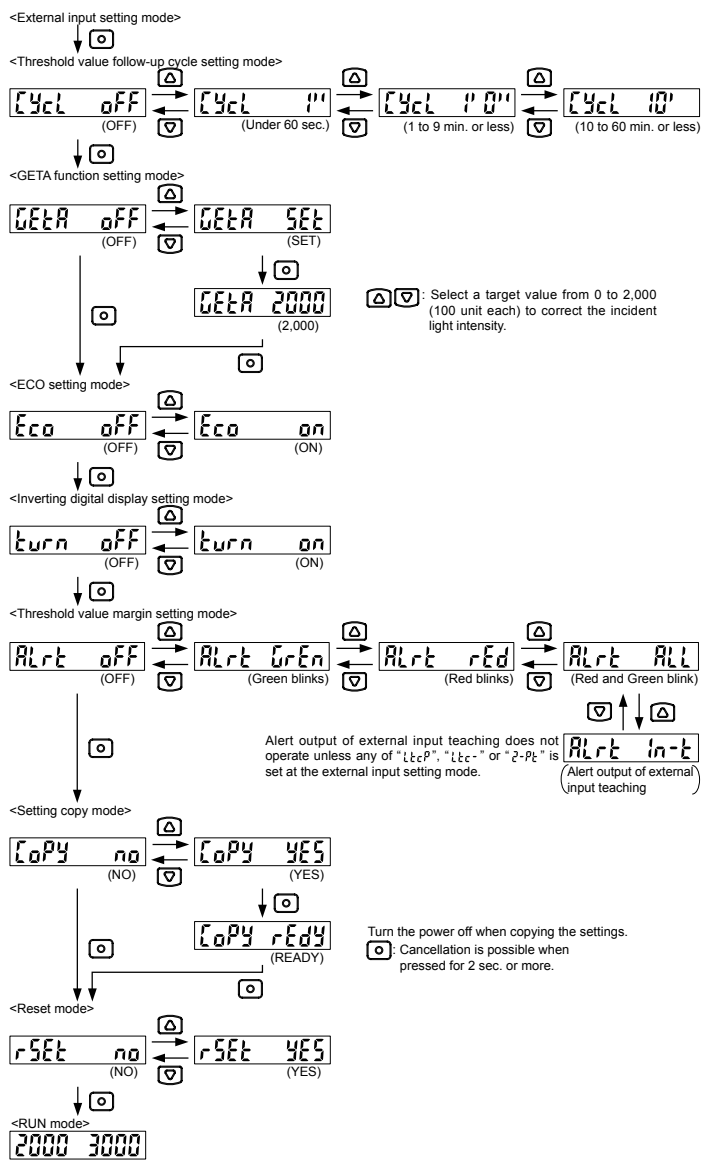 <External input setting mode>
<Threshold value follow-up cycle setting mode>
CYcL oFF
(OFF)
CYcL 1''
(Under 60 sec.)
CYcL 1' 0''
(1 to 9 min. or less)
CYcL 10'
(10 to 60 min. or less)
<GETA function setting mode>
GEtA oFF
(OFF)
GEtA SEt
(SET)
GEtA 2000
(2,000)
: Select a target value from 0 to 2,000
(100 unit each) to correct the incident
light intensity.
<ECO setting mode>
Eco oFF
(OFF)
Eco on
(ON)
<Inverting digital display setting mode>
turn oFF
(OFF)
turn on
(ON)
<Threshold value margin setting mode>
ALrt oFF
(OFF)
ALrt GrEn
(Green blinks)
ALrt rEd
(Red blinks)
ALrt ALL
(Red and Green blink)
Alert output of external input teaching does not
operate unless any of “LtcP”, “Ltc-” or “2-Pt” is
set at the external input setting mode.
ALrt in-t
(Alert output of external
input teaching)
<Setting copy mode>
CoPY no
(NO)
CoPY YES
(YES)
CoPY rEdY
(READY)
Turn the power off when copying the settings.
: Cancellation is possible when
pressed for 2 sec. or more.
<Reset mode>
rSEt no
(NO)
rSEt YES
(YES)
<RUN mode>
2000 3000